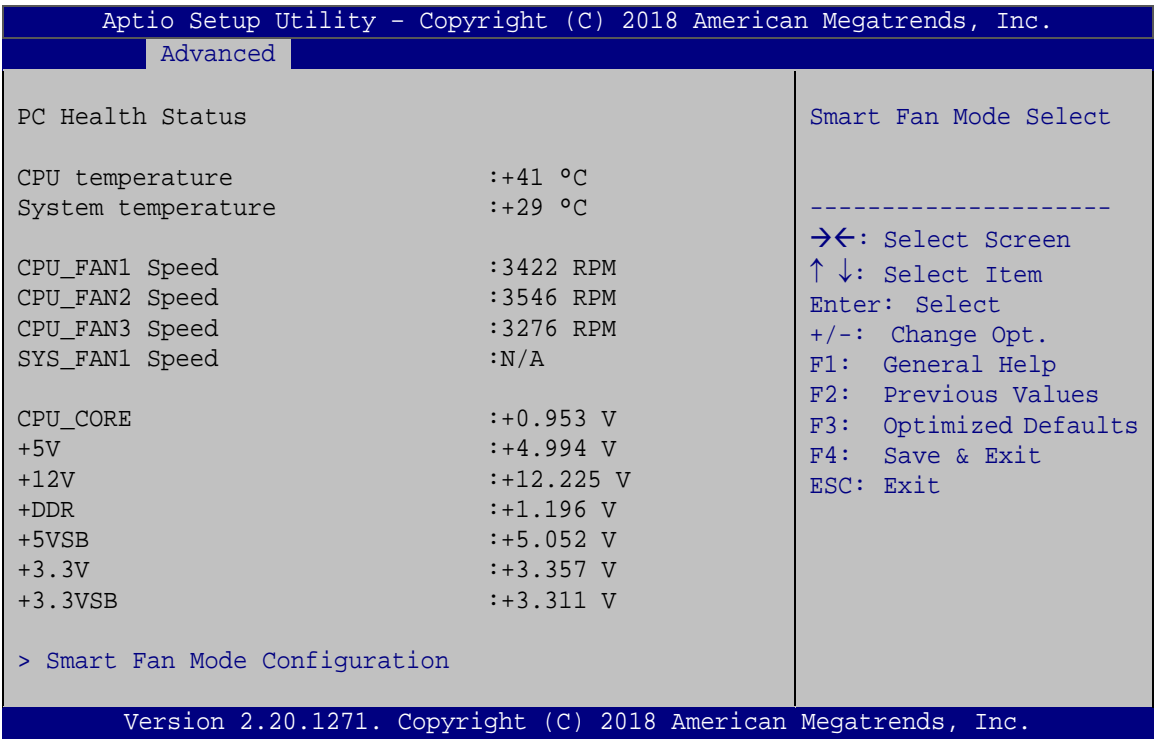 Aptio Setup Utility – Copyright (C) 2018 American Megatrends, Inc.
Advanced
PC Health Status
CPU temperature :+41 ºC
System temperature :+29 ºC
CPU_FAN1 Speed :3422 RPM
CPU_FAN2 Speed :3546 RPM
CPU_FAN3 Speed :3276 RPM
SYS_FAN1 Speed :N/A
CPU_CORE :+0.953 V
+5V :+4.994 V
+12V :+12.225 V
+DDR :+1.196 V
+5VSB :+5.052 V
+3.3V :+3.357 V
+3.3VSB :+3.311 V
> Smart Fan Mode Configuration
Smart Fan Mode Select
---------------------
→←: Select Screen
↑ ↓: Select Item
Enter: Select
+/-: Change Opt.
F1: General Help
F2: Previous Values
F3: Optimized Defaults
F4: Save & Exit
ESC: Exit
Version 2.20.1271. Copyright (C) 2018 American Megatrends, Inc.